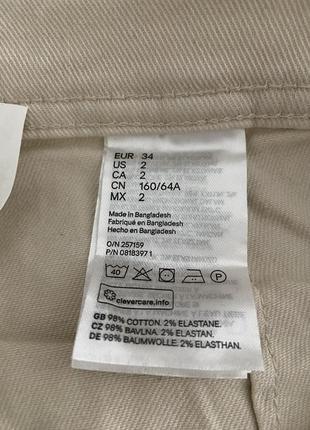 EUR 34
US 2
CA 2
CN 160/64A
MX 2
Made in Bangladesh
Fabriqué en Bangladesh
Hecho en Bangladesh
O/N 257159
P/N 0818397 1
40
clevercare.info
GB 98% COTTON. 2% ELASTANE.
CZ 98% BAVLNA. 2% ELASTAN.
DE 98% BAUMWOLLE. 2% ELASTHAN.